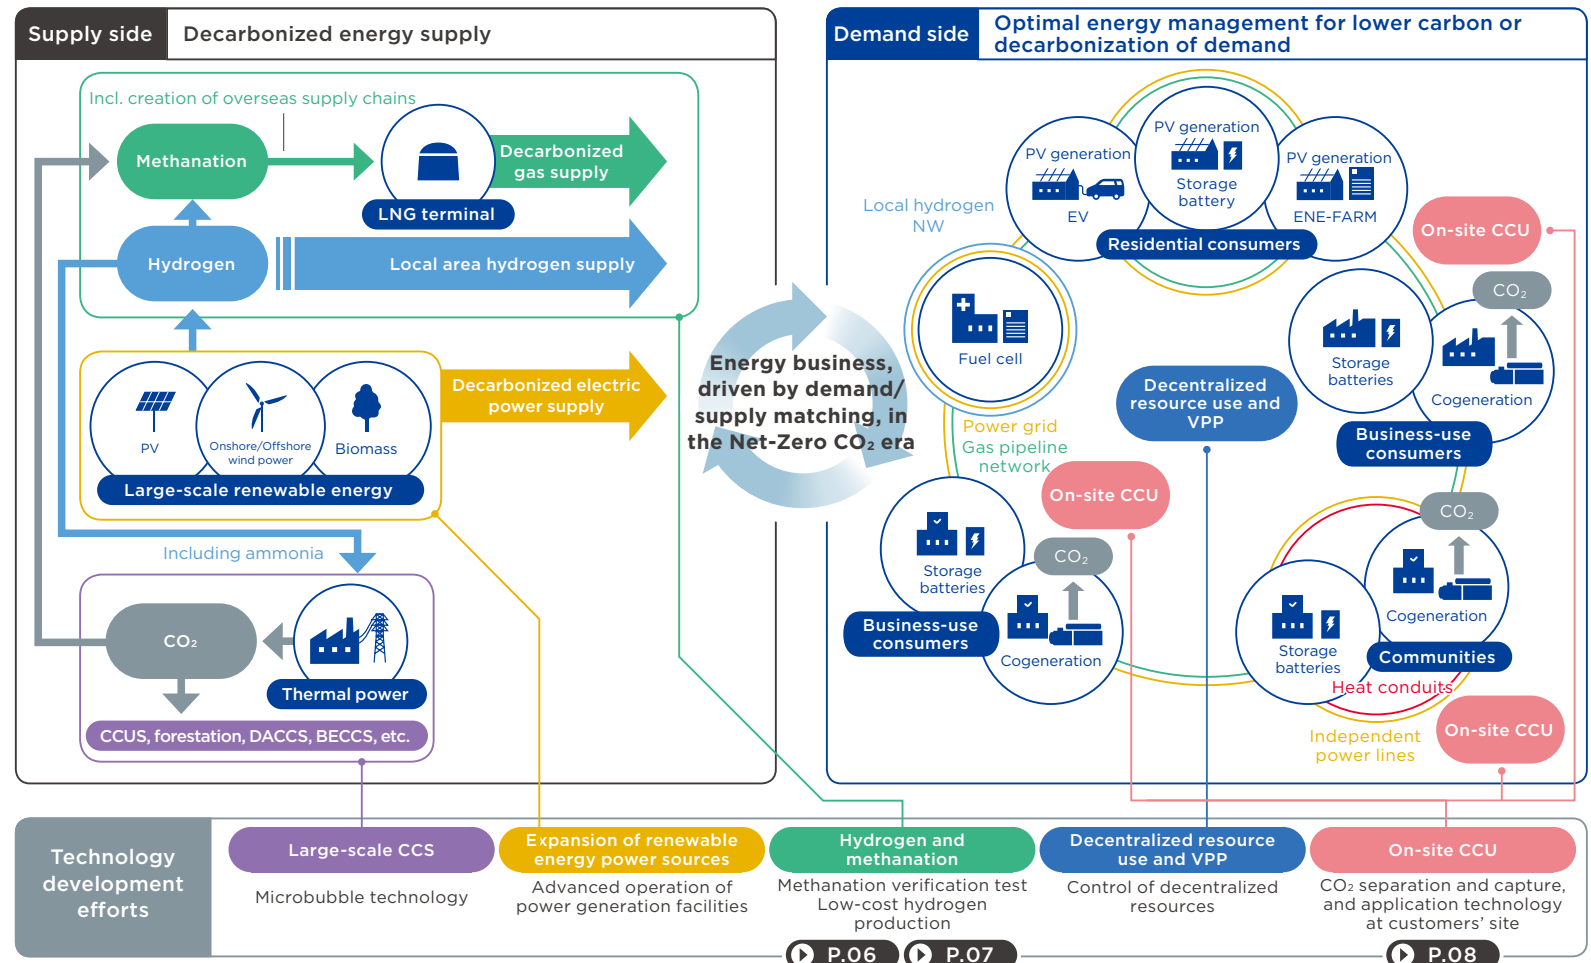 Supply side
Decarbonized energy supply
Incl. creation of overseas supply chains
Methanation
LNG terminal
Decarbonized
gas supply
Hydrogen
Local area hydrogen supply
PV
Onshore/Offshore
wind power
Biomass
Large-scale renewable energy
Decarbonized electric
power supply
Including ammonia
CO₂
Thermal power
CCUS, forestation, DACCS, BECCS, etc.
Energy business,
driven by demand/
supply matching, in
the Net-Zero CO₂ era
Demand side
Optimal energy management for lower carbon or
decarbonization of demand
PV generation
EV
PV generation
Storage
battery
PV generation
ENE-FARM
Residential consumers
Local hydrogen
NW
Fuel cell
On-site CCU
CO₂
Storage
batteries
Cogeneration
Business-use
consumers
Decentralized
resource use and
VPP
Power grid
Gas pipeline
network
On-site CCU
Storage
batteries
CO₂
Cogeneration
Business-use
consumers
CO₂
Cogeneration
Storage
batteries
Communities
Heat conduits
Independent
power lines
On-site CCU
Technology
development
efforts
Large-scale CCS
Microbubble technology
Expansion of renewable
energy power sources
Advanced operation of
power generation facilities
Hydrogen and
methanation
Methanation verification test
Low-cost hydrogen
production
P.06
P.07
Decentralized resource
use and VPP
Control of decentralized
resources
On-site CCU
CO₂ separation and capture,
and application technology
at customers’ site
P.08